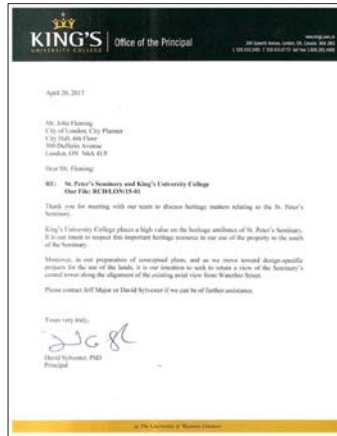 KING'S
UNIVERSITY COLLEGE
Office of the Principal
April 20, 2017
Mr. John Fleming
City of London, City Planner
City Hall, 6th Floor
300 Dufferin Avenue
London, ON N6A 4L9
Dear Mr. Fleming:
RE: St. Peter's Seminary and King's University College
Our File: RCD/LON/15-01
Thank you for meeting with our team to discuss heritage matters relating to the St. Peter's
Seminary.
King's University College places a high value on the heritage attributes of St. Peter's Seminary.
It is our intent to respect this important heritage resource in our use of the property to the south
of the Seminary.
Moreover, in our preparation of conceptual plans, and as we move toward design-specific
projects for the use of the lands, it is our intention to seek to retain a view of the Seminary's
central tower along the alignment of the existing axial view from Waterloo Street.
Please contact Jeff Major or David Sylvester if we can be of further assistance.
Yours very truly,
David Sylvester, PhD
Principal